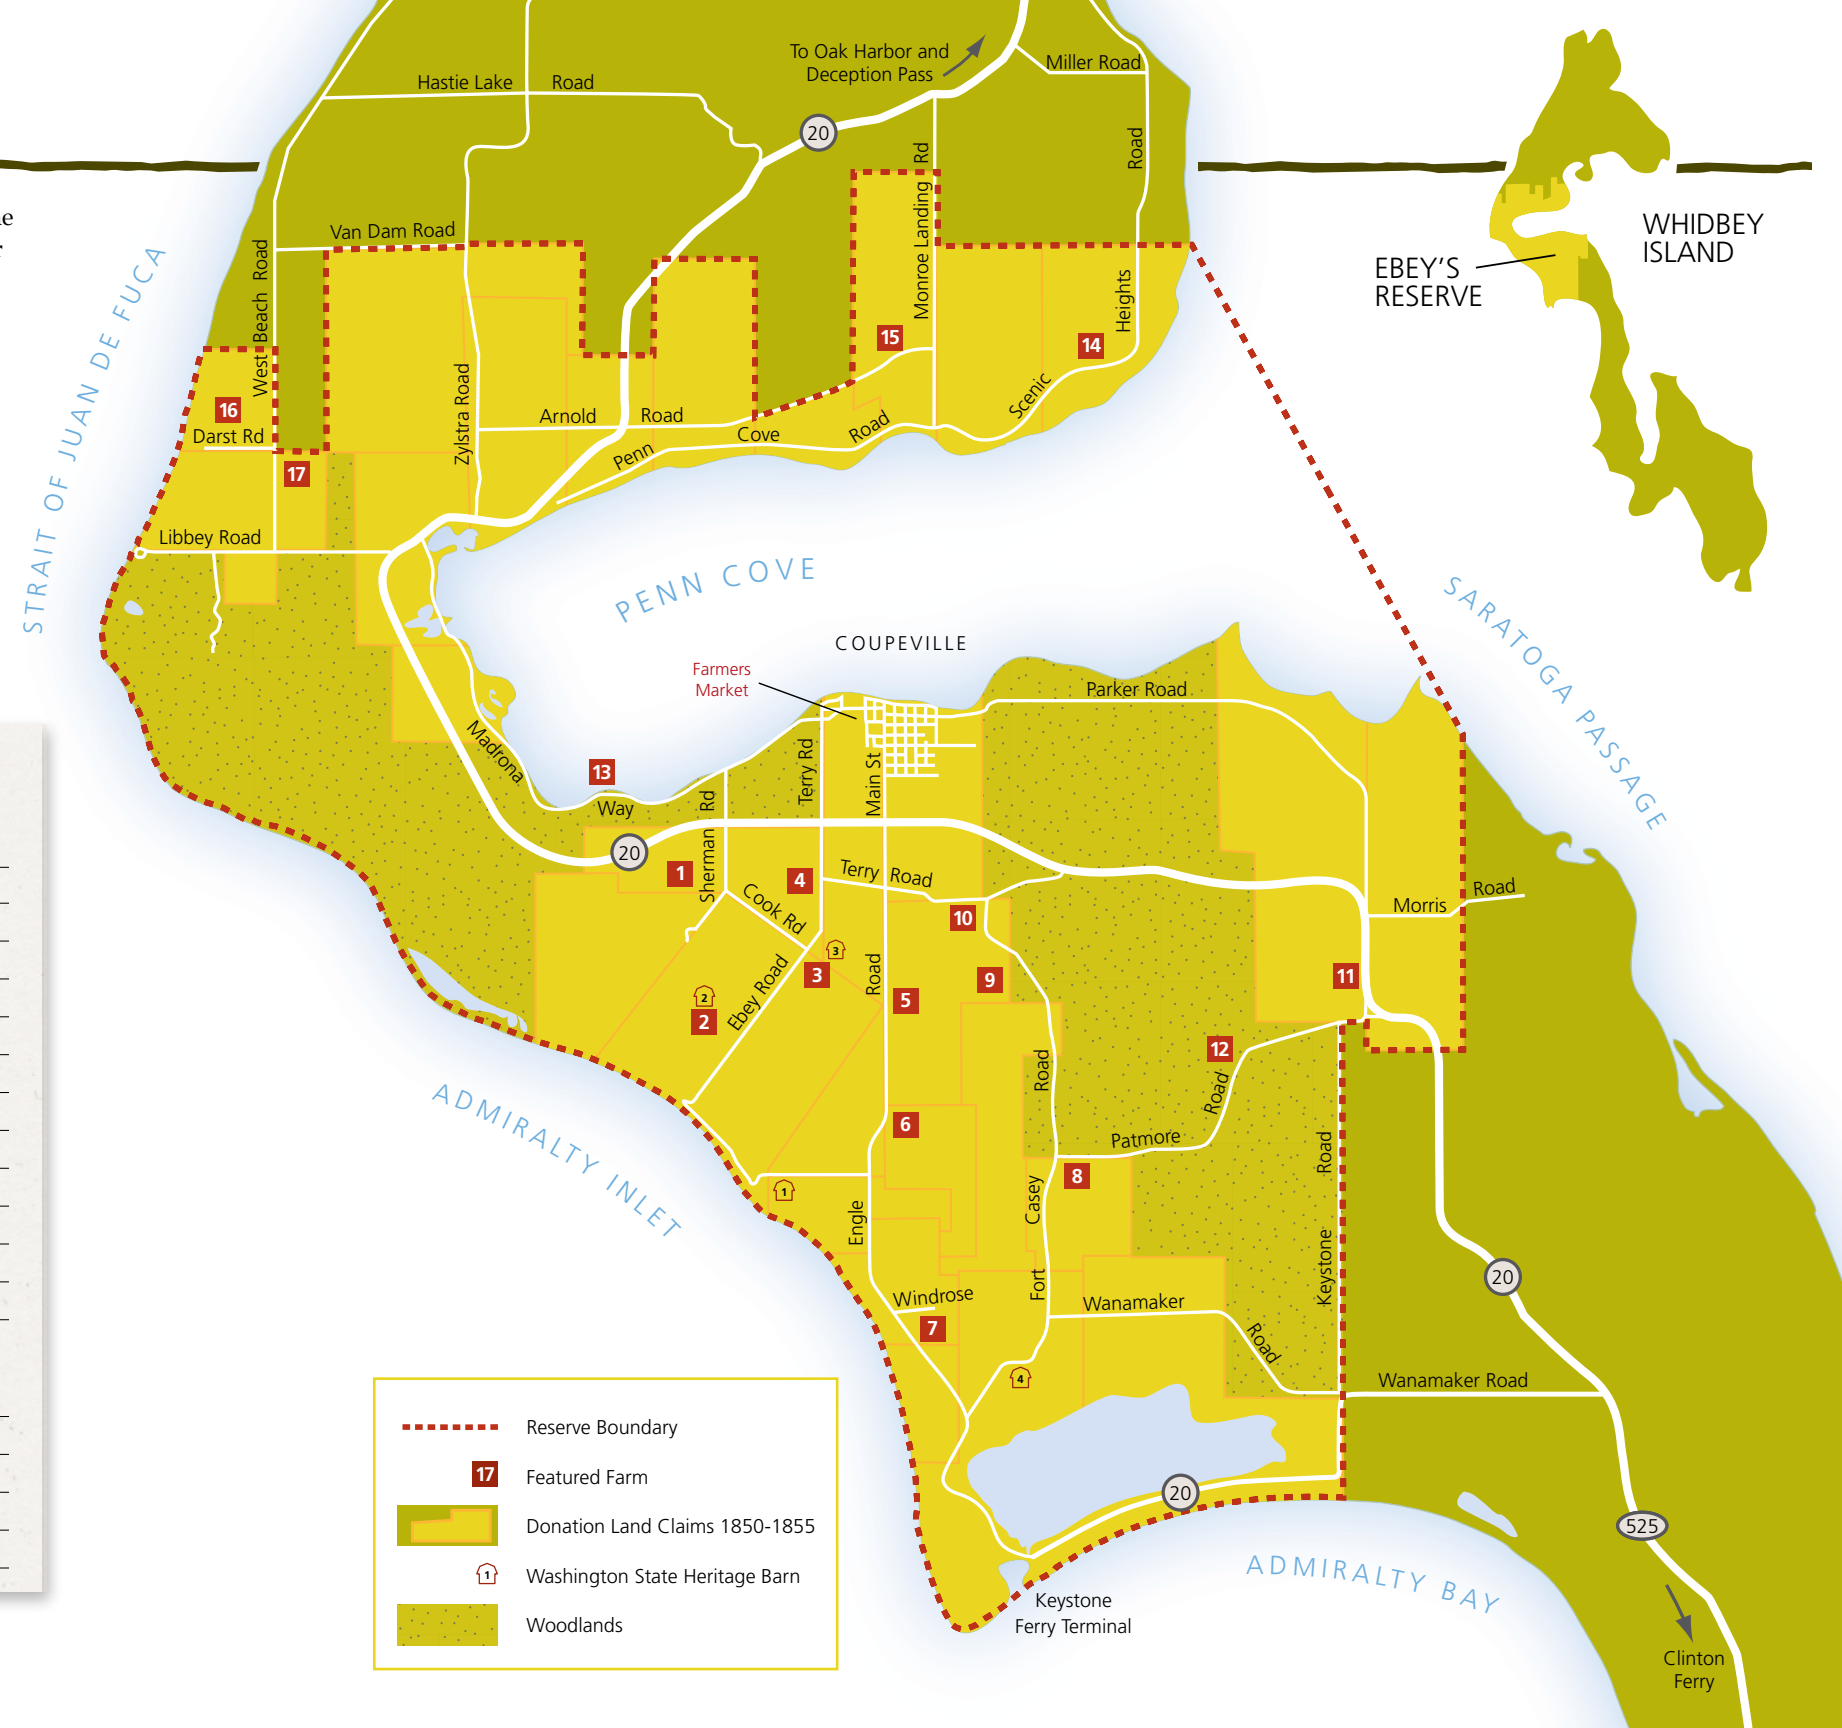 To Oak Harbor and
Deception Pass
Miller Road
Hastie Lake Road
20
Road
Rd
WHIDBEY
ISLAND
EBEY'S
RESERVE
Van Dam Road
West Beach Road
Monroe Landing
Heights
STRAIT OF JUAN DE FUCA
15
14
16
Darst Rd
Zylstra Road
Arnold Road
Scenic
17
Penn Cove Road
Libbey Road
PENN COVE
SARATOGA PASSAGE
COUPEVILLE
Farmers
Market
Parker Road
Madrona
Way
13
Terry Rd
Main St
Sherman Rd
20
1
4
Terry Road
Cook Rd
10
Morris Road
3
3
Ebey Road
Road
9
11
2
2
5
12
Road
Road
ADMIRALTY INLET
6
Patmore
Road
8
1
Engle
Casey
Fort
Keystone
20
Windrose
Wanamaker
Road
7
4
Wanamaker Road
Reserve Boundary
17 Featured Farm
Donation Land Claims 1850-1855
1 Washington State Heritage Barn
Woodlands
20
525
ADMIRALTY BAY
Keystone
Ferry Terminal
Clinton
Ferry